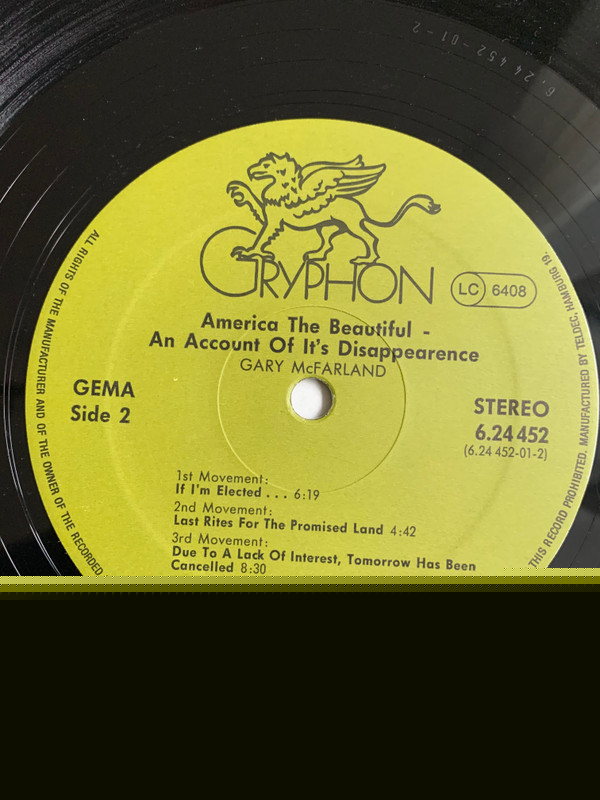 6.24452-01-2
GRYPHON
LC 6408
America The Beautiful -
An Account Of It's Disappearence
GARY McFARLAND
GEMA
Side 2
STEREO
6.24 452
(6.24 452-01-2)
1st Movement:
If I'm Elected . . . 6:19
2nd Movement:
Last Rites For The Promised Land 4:42
3rd Movement:
Due To A Lack Of Interest, Tomorrow Has Been
Cancelled 8:30
ALL RIGHTS OF THE MANUFACTURER AND OF THE OWNER OF THE RECORDED
THIS RECORD PROHIBITED. MANUFACTURED BY TELDEC, HAMBURG 19.